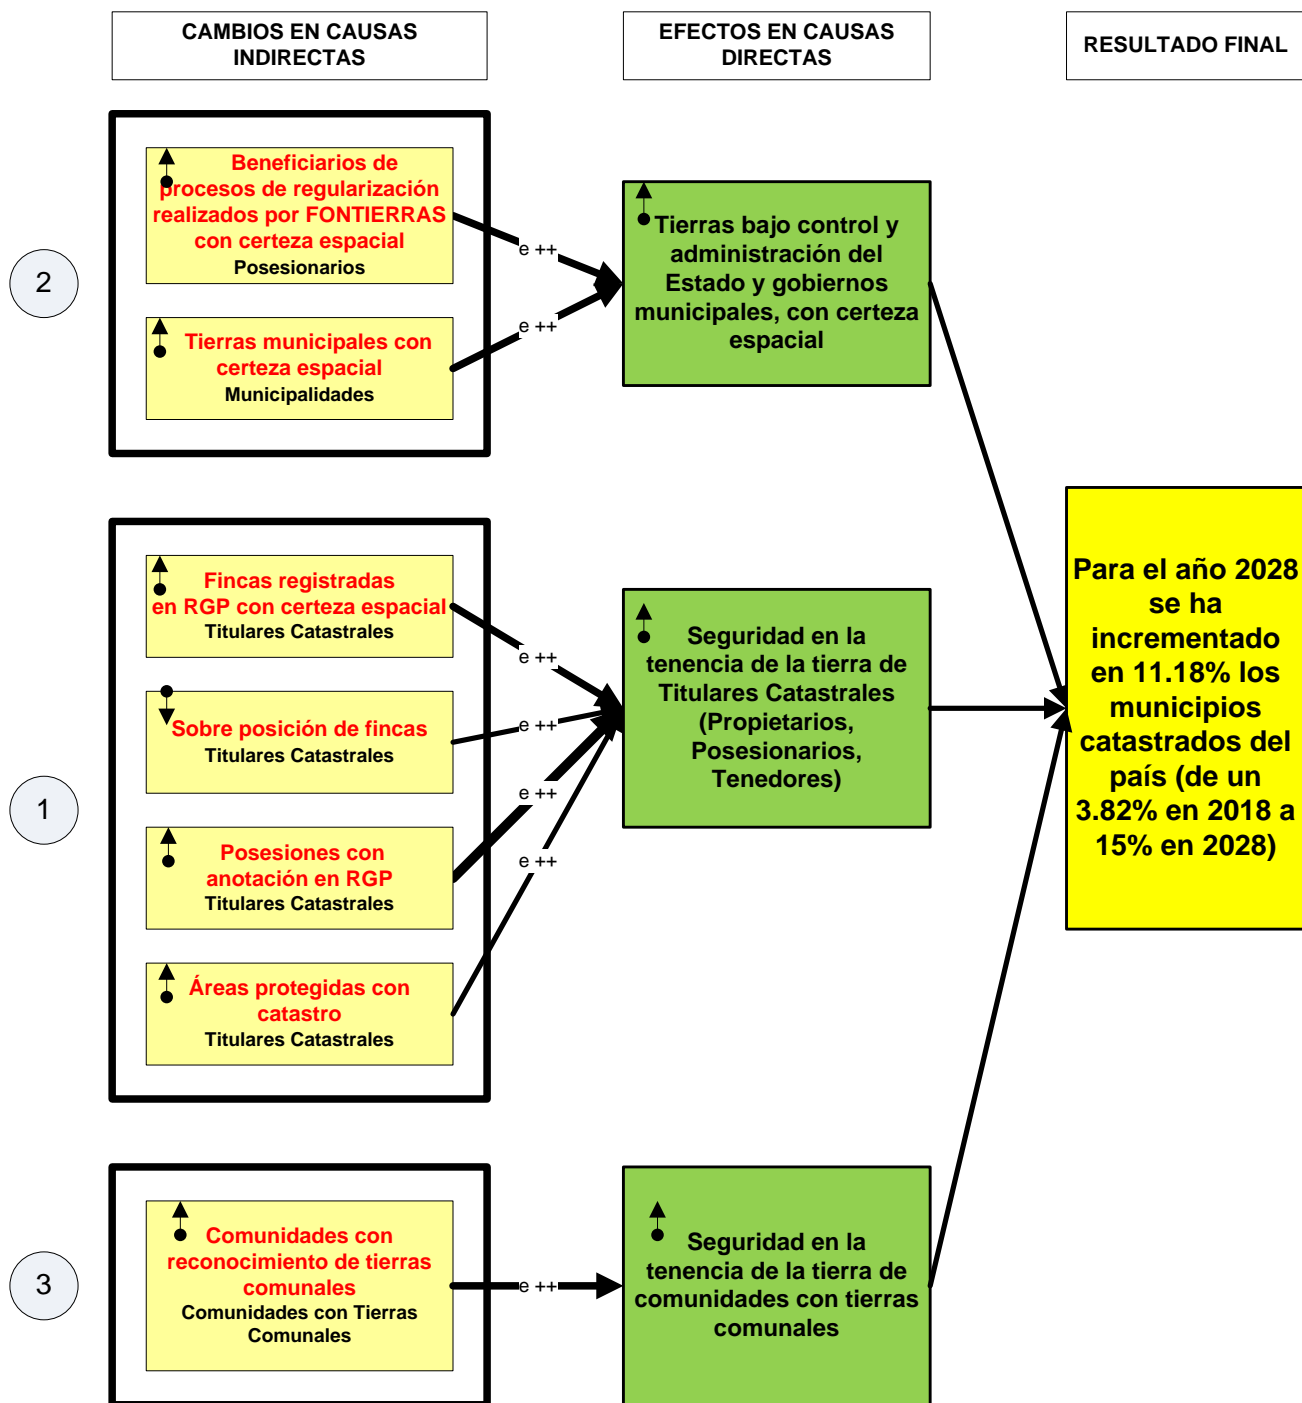 CAMBIOS EN CAUSAS
INDIRECTAS
EFECTOS EN CAUSAS
DIRECTAS
RESULTADO FINAL
2
Beneficiarios de
procesos de regularización
realizados por FONTIERRAS
con certeza espacial
Posesionarios
e ++
Tierras municipales con
certeza espacial
Municipalidades
e ++
Tierras bajo control y
administración del
Estado y gobiernos
municipales, con certeza
espacial
1
Fincas registradas
en RGP con certeza espacial
Titulares Catastrales
e ++
Sobre posición de fincas
Titulares Catastrales
e ++
Posesiones con
anotación en RGP
Titulares Catastrales
e ++
Áreas protegidas con
catastro
Titulares Catastrales
e ++
Seguridad en la
tenencia de la tierra de
Titulares Catastrales
(Propietarios,
Posesionarios,
Tenedores)
Para el año 2028
se ha
incrementado
en 11.18% los
municipios
catastrados del
país (de un
3.82% en 2018 a
15% en 2028)
3
Comunidades con
reconocimiento de tierras
comunales
Comunidades con Tierras
Comunales
e ++
Seguridad en la
tenencia de la tierra de
comunidades con tierras
comunales